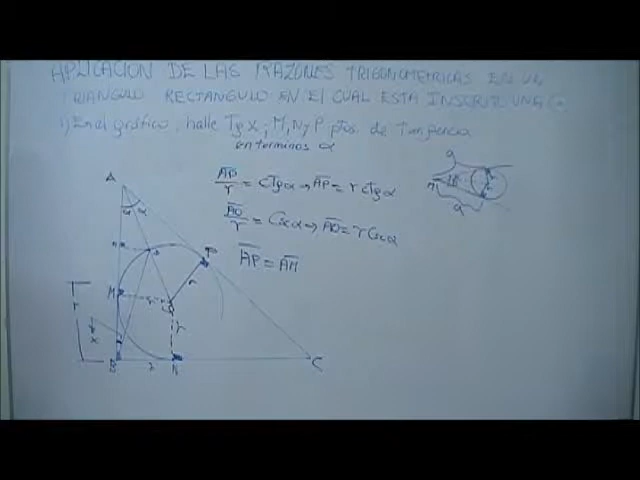 APLICACION DE LAS RAZONES TRIGONOMETRICAS EN UN
TRIANGULO RECTANGULO EN EL CUAL ESTA INSCRITO UNA
1) En el gráfico, halle Tg x; M, N y P ptos. de tangencia
en terminos α
AP/r = Ctgα ⇒ AP = r Ctgα
AO/r = Cscα ⇒ AO = r Cscα
AP = AM
A
α α
P
M
r
r
O
r
x
B
N
C
a
a